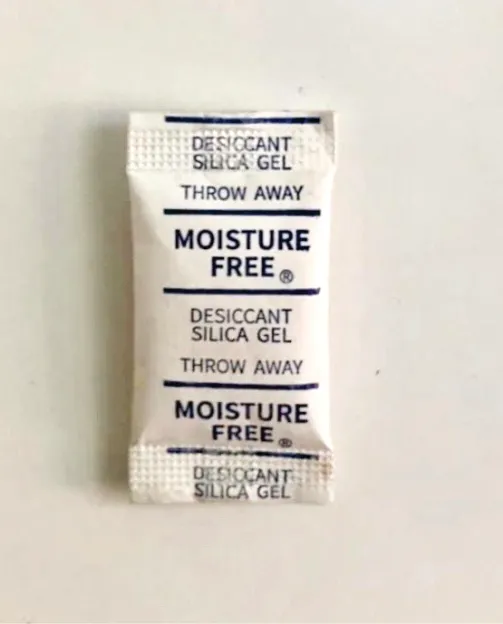 DESICCANT
SILICA GEL
THROW AWAY
MOISTURE
FREE®
DESICCANT
SILICA GEL
THROW AWAY
MOISTURE
FREE®
DESICCANT
SILICA GEL